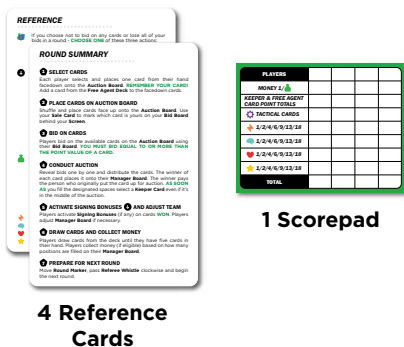 REFERENCE
If you choose not to bid on any cards or lose all of your
bids in a round - CHOOSE ONE of these three actions:
ROUND SUMMARY
1 SELECT CARDS
Each player selects and places one card from their hand
facedown onto the Auction Board. REMEMBER YOUR CARD!
Add a card from the Free Agent Deck to the facedown cards.
2 PLACE CARDS ON AUCTION BOARD
Shuffle and place cards face up onto the Auction Board. Use
your Sale Card to mark which card is yours on your Bid Board
behind your Screen.
3 BID ON CARDS
Players bid on the available cards on the Auction Board using
their Bid Board. YOU MUST BID EQUAL TO OR MORE THAN
THE POINT VALUE OF A CARD.
4 CONDUCT AUCTION
Reveal bids one by one and distribute the cards. The winner of
each card places it onto their Manager Board. The winner pays
the person who originally put the card up for auction. AS SOON
AS you fill the designated spaces select a Keeper Card even if it's
in the middle of the auction.
5 ACTIVATE SIGNING BONUSES AND ADJUST TEAM
Players activate Signing Bonuses (if any) on cards WON. Players
adjust Manager Board if necessary.
6 DRAW CARDS AND COLLECT MONEY
Players draw cards from the deck until they have five cards in
their hand. Players collect money (if eligible) based on how many
positions are filled on their Manager Board.
7 PREPARE FOR NEXT ROUND
Move Round Marker, pass Referee Whistle clockwise and begin
the next round.
4 Reference
Cards
PLAYERS
MONEY 1/
KEEPER & FREE AGENT
CARD POINT TOTALS
TACTICAL CARDS
1/2/4/6/9/13/18
1/2/4/6/9/13/18
1/2/4/6/9/13/18
1/2/4/6/9/13/18
TOTAL
1 Scorepad